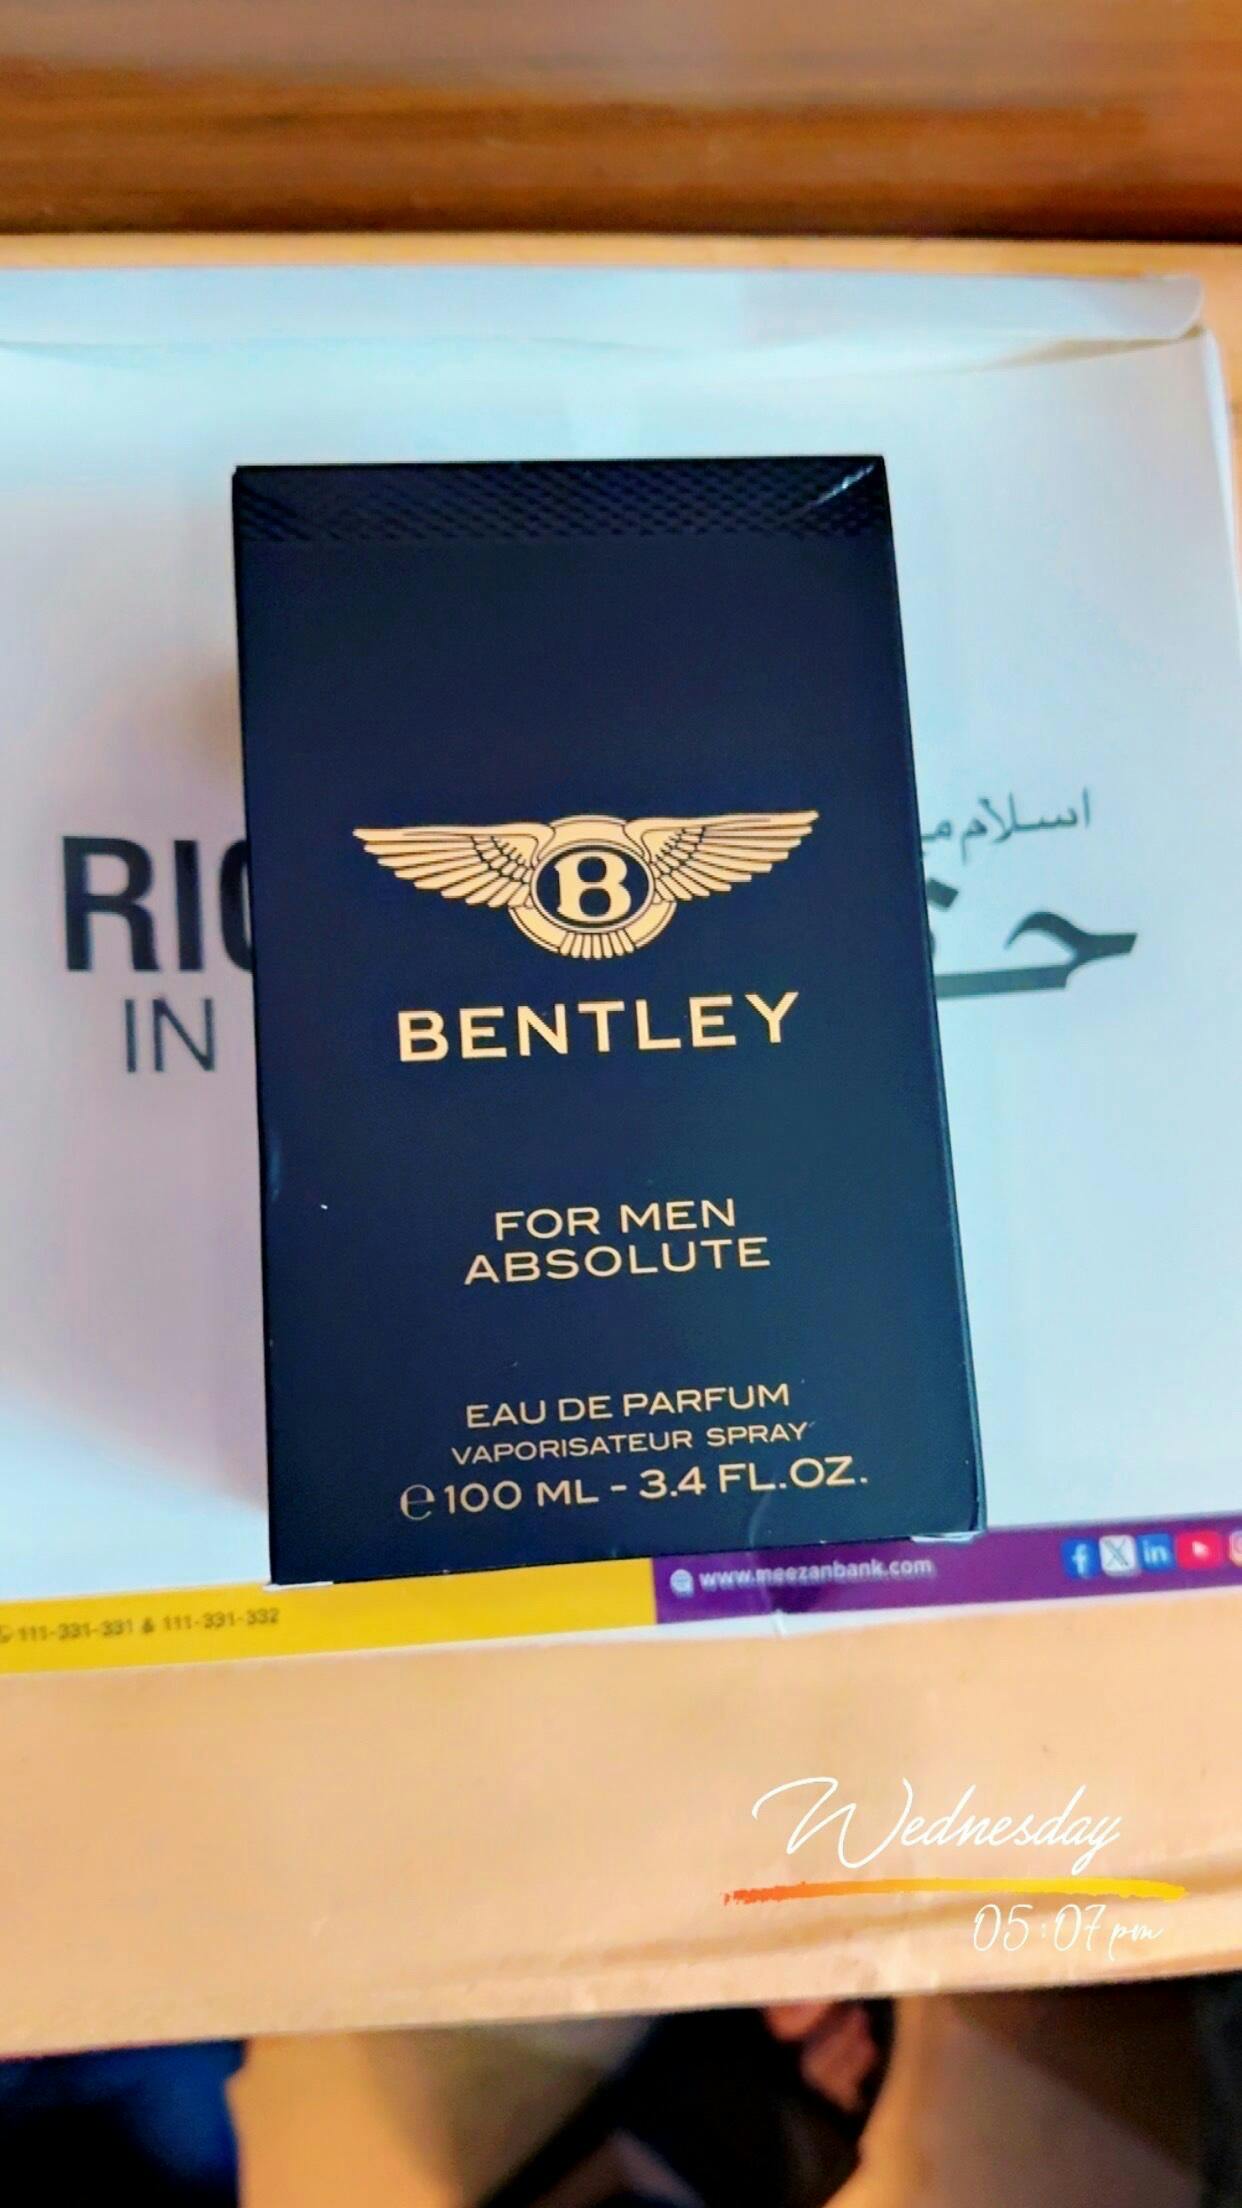 B
BENTLEY
FOR MEN
ABSOLUTE
EAU DE PARFUM
VAPORISATEUR SPRAY
℮ 100 ML - 3.4 FL.OZ.
IN
اسلام
www.meezanbank.com
111-331-331 & 111-331-332
Wednesday
05:07 pm